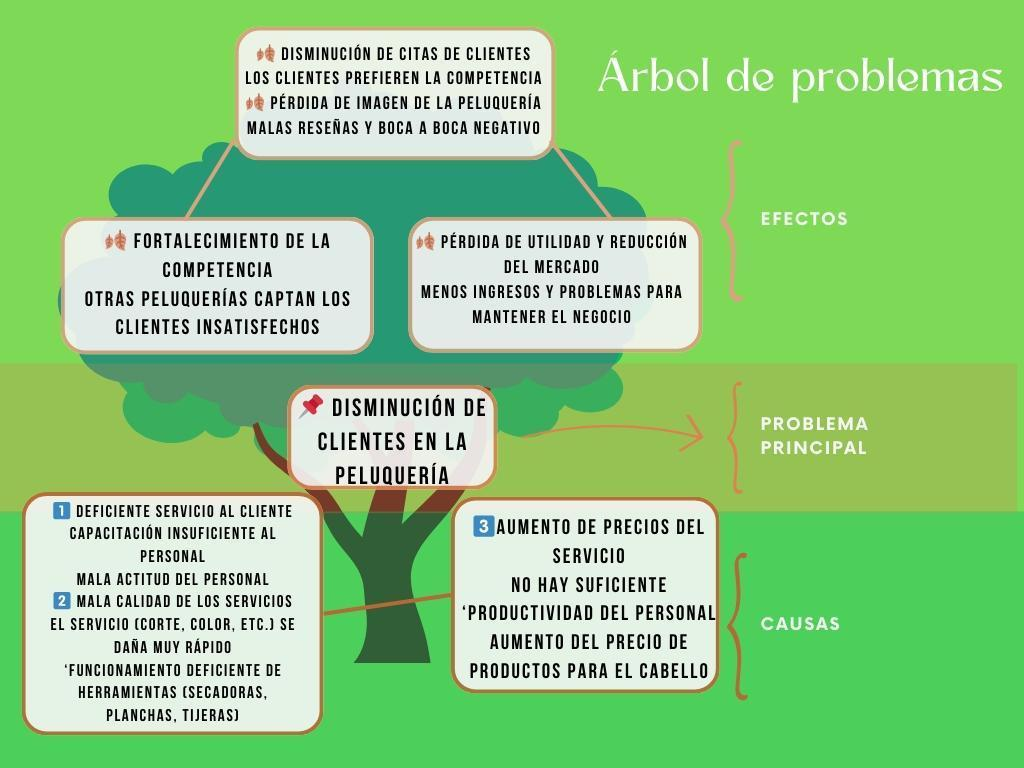 Árbol de problemas
DISMINUCIÓN DE CITAS DE CLIENTES
LOS CLIENTES PREFIEREN LA COMPETENCIA
PÉRDIDA DE IMAGEN DE LA PELUQUERÍA
MALAS RESEÑAS Y BOCA A BOCA NEGATIVO
FORTALECIMIENTO DE LA
COMPETENCIA
OTRAS PELUQUERÍAS CAPTAN LOS
CLIENTES INSATISFECHOS
PÉRDIDA DE UTILIDAD Y REDUCCIÓN
DEL MERCADO
MENOS INGRESOS Y PROBLEMAS PARA
MANTENER EL NEGOCIO
EFECTOS
DISMINUCIÓN DE
CLIENTES EN LA
PELUQUERÍA
PROBLEMA
PRINCIPAL
1 DEFICIENTE SERVICIO AL CLIENTE
CAPACITACIÓN INSUFICIENTE AL
PERSONAL
MALA ACTITUD DEL PERSONAL
2 MALA CALIDAD DE LOS SERVICIOS
EL SERVICIO (CORTE, COLOR, ETC.) SE
DAÑA MUY RÁPIDO
‘FUNCIONAMIENTO DEFICIENTE DE
HERRAMIENTAS (SECADORAS,
PLANCHAS, TIJERAS)
3 AUMENTO DE PRECIOS DEL
SERVICIO
NO HAY SUFICIENTE
‘PRODUCTIVIDAD DEL PERSONAL
AUMENTO DEL PRECIO DE
PRODUCTOS PARA EL CABELLO
CAUSAS